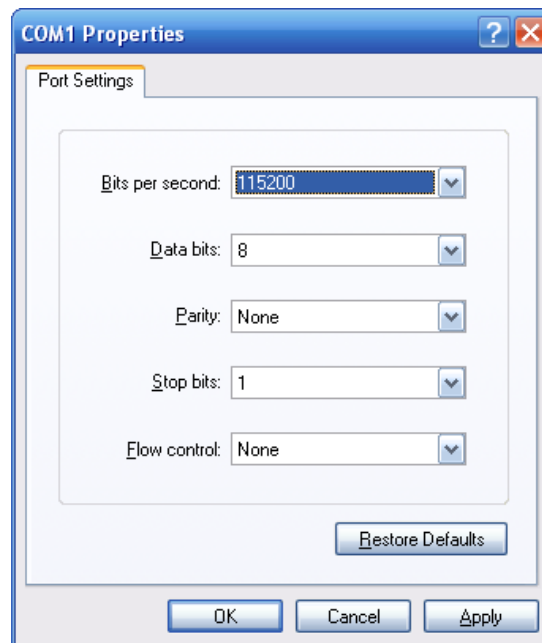 COM1 Properties
Port Settings
Bits per second: 115200
Data bits: 8
Parity: None
Stop bits: 1
Flow control: None
Restore Defaults
OK Cancel Apply